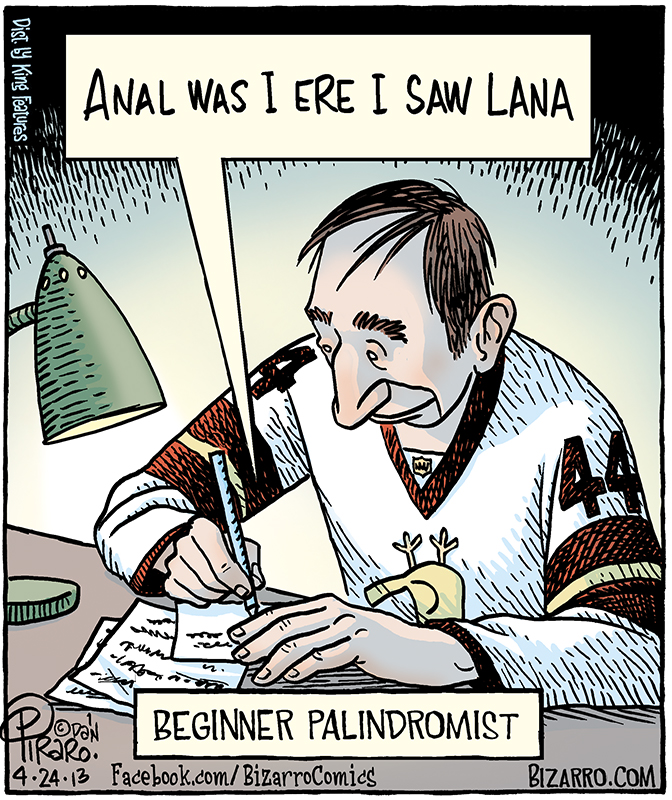 Dist. by King Features
ANAL WAS I ERE I SAW LANA
4
44
BEGINNER PALINDROMIST
© DAN
PIRARO.
4.24.13
FACEBOOK.COM/BIZARROCOMICS
BIZARRO.COM